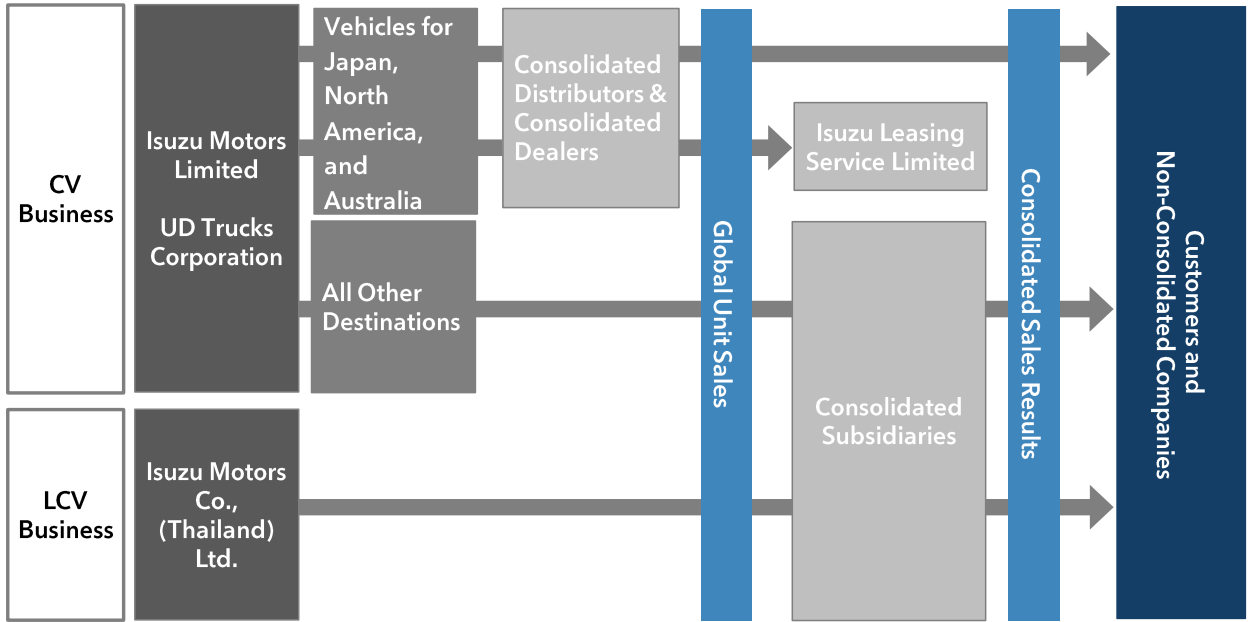 CV
Business
Isuzu Motors
Limited
UD Trucks
Corporation
Vehicles for
Japan,
North
America,
and
Australia
Consolidated
Distributors &
Consolidated
Dealers
All Other
Destinations
Global Unit Sales
Isuzu Leasing
Service Limited
Consolidated
Subsidiaries
Consolidated Sales Results
Customers and
Non-Consolidated Companies
LCV
Business
Isuzu Motors
Co.,
(Thailand)
Ltd.